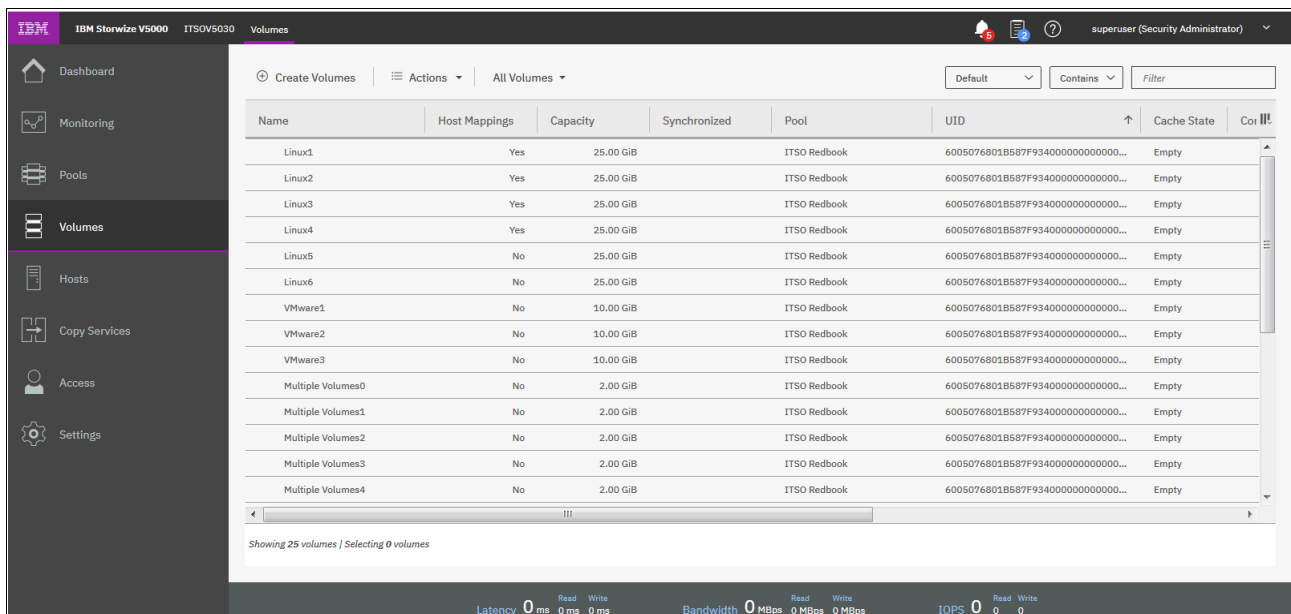 IBM IBM Storwize V5000 ITSOV5030 Volumes 5 2 ? superuser (Security Administrator)
Dashboard
Monitoring
Pools
Volumes
Hosts
Copy Services
Access
Settings
Create Volumes Actions All Volumes Default Contains Filter
Name Host Mappings Capacity Synchronized Pool UID Cache State Cor
Linux1 Yes 25.00 GiB ITSO Redbook 6005076801B587F934000000000000... Empty
Linux2 Yes 25.00 GiB ITSO Redbook 6005076801B587F934000000000000... Empty
Linux3 Yes 25.00 GiB ITSO Redbook 6005076801B587F934000000000000... Empty
Linux4 Yes 25.00 GiB ITSO Redbook 6005076801B587F934000000000000... Empty
Linux5 No 25.00 GiB ITSO Redbook 6005076801B587F934000000000000... Empty
Linux6 No 25.00 GiB ITSO Redbook 6005076801B587F934000000000000... Empty
VMware1 No 10.00 GiB ITSO Redbook 6005076801B587F934000000000000... Empty
VMware2 No 10.00 GiB ITSO Redbook 6005076801B587F934000000000000... Empty
VMware3 No 10.00 GiB ITSO Redbook 6005076801B587F934000000000000... Empty
Multiple Volumes0 No 2.00 GiB ITSO Redbook 6005076801B587F934000000000000... Empty
Multiple Volumes1 No 2.00 GiB ITSO Redbook 6005076801B587F934000000000000... Empty
Multiple Volumes2 No 2.00 GiB ITSO Redbook 6005076801B587F934000000000000... Empty
Multiple Volumes3 No 2.00 GiB ITSO Redbook 6005076801B587F934000000000000... Empty
Multiple Volumes4 No 2.00 GiB ITSO Redbook 6005076801B587F934000000000000... Empty
Showing 25 volumes | Selecting 0 volumes
Read Write Read Write Read Write
Latency 0 ms 0 ms 0 ms Bandwidth 0 MBps 0 MBps 0 MBps IOPS 0 0 0